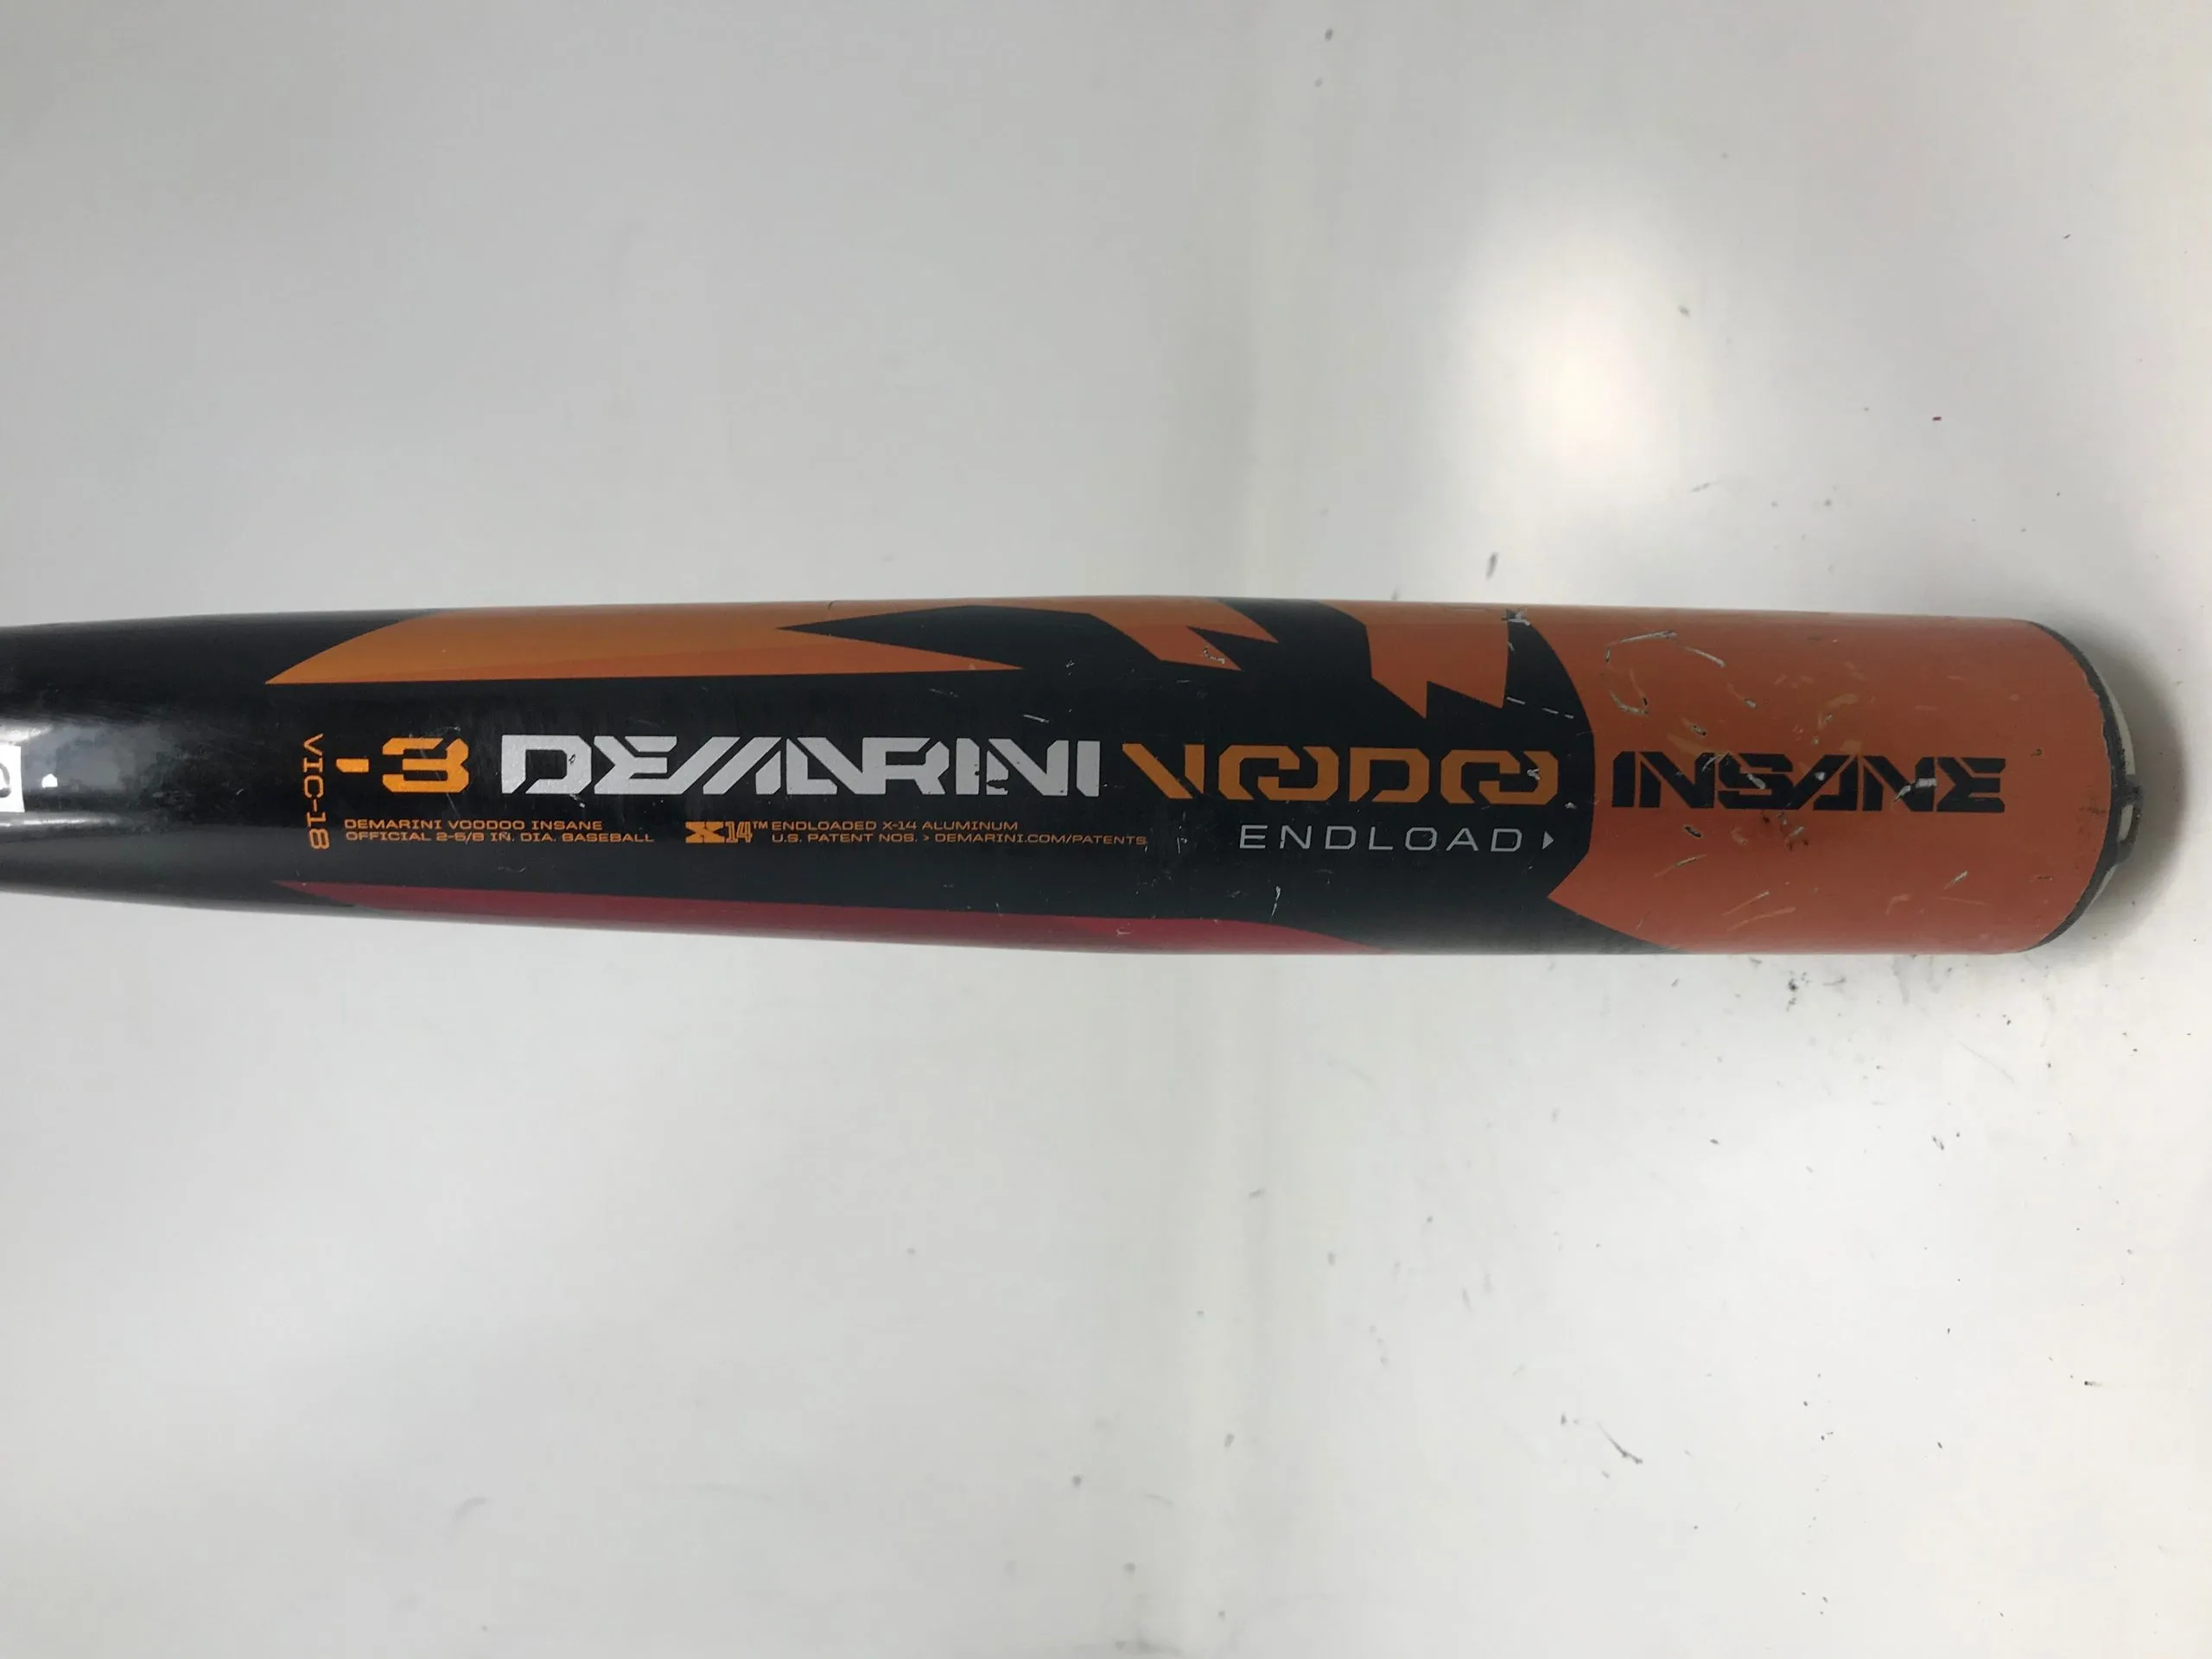 VIC-18
-3 DEMARINI VOODOO INSANE
ENDLOAD
DEMARINI VOODOO INSANE
OFFICIAL 2-5/8 IN. DIA. BASEBALL
X14™ ENDLOADED X-14 ALUMINUM
U.S. PATENT NOS. > DEMARINI.COM/PATENTS